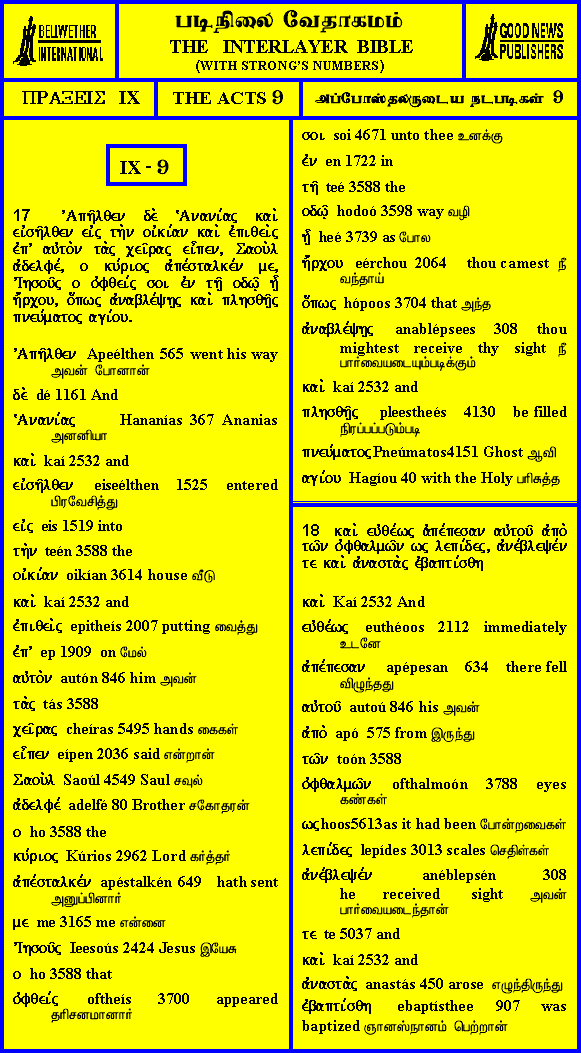 BELLWETHER
INTERNATIONAL
படிநிலை வேதாகமம்
THE INTERLAYER BIBLE
(WITH STRONG'S NUMBERS)
GOOD NEWS
PUBLISHERS
ΠΡΑΞΕΙΣ IX
THE ACTS 9
அப்போஸ்தலருடைய நடபடிகள் 9
IX - 9
17 Ἀπῆλθεν δὲ Ἁνανίας καὶ
εἰσῆλθεν εἰς τὴν οἰκίαν καὶ ἐπιθεὶς
ἐπ' αὐτὸν τὰς χεῖρας εἶπεν, Σαοὺλ
ἀδελφέ, ο κύριος ἀπέσταλκέν με,
Ἰησοῦς ο ὀφθείς σοι ἐν τῇ οδῷ ᾗ
ἤρχου, ὅπως ἀναβλέψῃς καὶ πλησθῇς
πνεύματος αγίου.
Ἀπῆλθεν Apeélthen 565 went his way
அவன் போனான்
δὲ dé 1161 And
Ἁνανίας Hananías 367 Ananias
அனனியா
καὶ kaí 2532 and
εἰσῆλθεν eiseélthen 1525 entered
பிரவேசித்து
εἰς eis 1519 into
τὴν teén 3588 the
οἰκίαν oikían 3614 house வீடு
καὶ kaí 2532 and
ἐπιθεὶς epitheís 2007 putting வைத்து
ἐπ' ep 1909 on மேல்
αὐτὸν autón 846 him அவன்
τὰς tás 3588
χεῖρας cheíras 5495 hands கைகள்
εἶπεν eípen 2036 said என்றான்
Σαοὺλ Saoúl 4549 Saul சவுல்
ἀδελφέ adelfé 80 Brother சகோதரன்
ο ho 3588 the
κύριος Kúrios 2962 Lord கர்த்தர்
ἀπέσταλκέν apéstalkén 649 hath sent
அனுப்பினார்
με me 3165 me என்னை
Ἰησοῦς Ieesoús 2424 Jesus இயேசு
ο ho 3588 that
ὀφθείς oftheís 3700 appeared
தரிசனமானார்
σοι soi 4671 unto thee உனக்கு
ἐν en 1722 in
τῇ teé 3588 the
οδῷ hodoó 3598 way வழி
ᾗ heé 3739 as போல
ἤρχου eérchou 2064 thou camest நீ
வந்தாய்
ὅπως hópoos 3704 that அந்த
ἀναβλέψῃς anablépsees 308 thou
mightest receive thy sight நீ
பார்வையடையும்படிக்கும்
καὶ kaí 2532 and
πλησθῇς pleestheés 4130 be filled
நிரப்பப்படும்படி
πνεύματος Pneúmatos4151 Ghost ஆவி
αγίου Hagíou 40 with the Holy பரிசுத்த
18 καὶ εὐθέως ἀπέπεσαν αὐτοῦ ἀπὸ
τῶν ὀφθαλμῶν ως λεπίδες, ἀνέβλεψέν
τε καὶ ἀναστὰς ἐβαπτίσθη
καὶ Kaí 2532 And
εὐθέως euthéoos 2112 immediately
உடனே
ἀπέπεσαν apépesan 634 there fell
விழுந்தது
αὐτοῦ autoú 846 his அவன்
ἀπὸ apó 575 from இருந்து
τῶν toón 3588
ὀφθαλμῶν ofthalmoón 3788 eyes
கண்கள்
ως hoos5613as it had been போன்றவைகள்
λεπίδες lepídes 3013 scales செதிள்கள்
ἀνέβλεψέν anéblepsén 308
he received sight அவன்
பார்வையடைந்தான்
τε te 5037 and
καὶ kaí 2532 and
ἀναστὰς anastás 450 arose எழுந்திருந்து
ἐβαπτίσθη ebaptísthee 907 was
baptized ஞானஸ்நானம் பெற்றான்